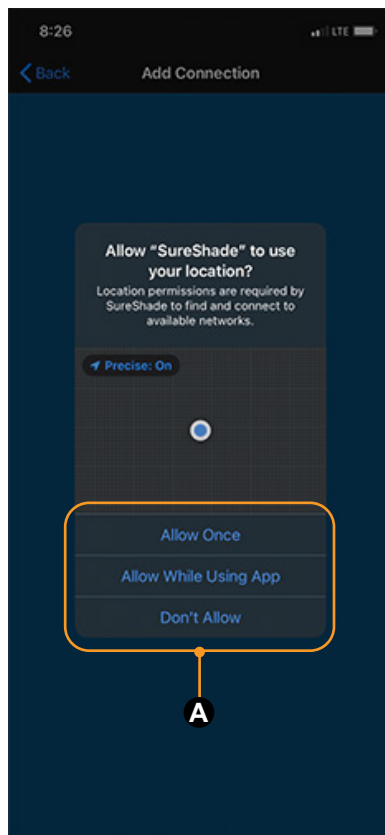 8:26
LTE
Back
Add Connection
Allow “SureShade” to use
your location?
Location permissions are required by
SureShade to find and connect to
available networks.
Precise: On
Allow Once
Allow While Using App
Don't Allow
A